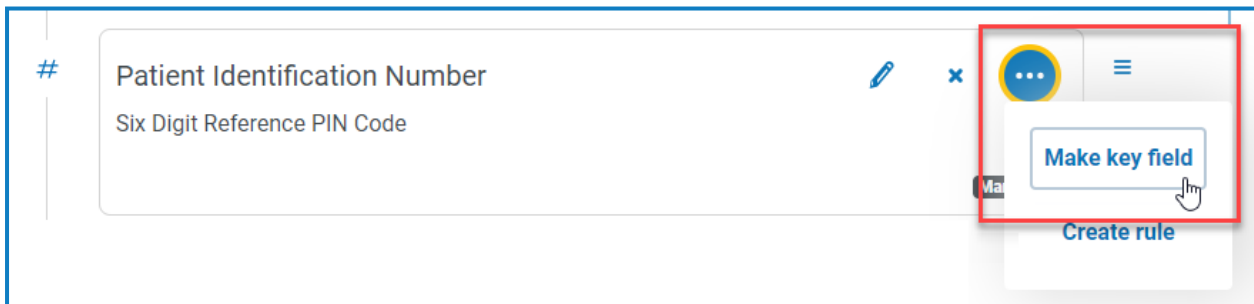 #
Patient Identification Number
Six Digit Reference PIN Code
Make key field
Create rule